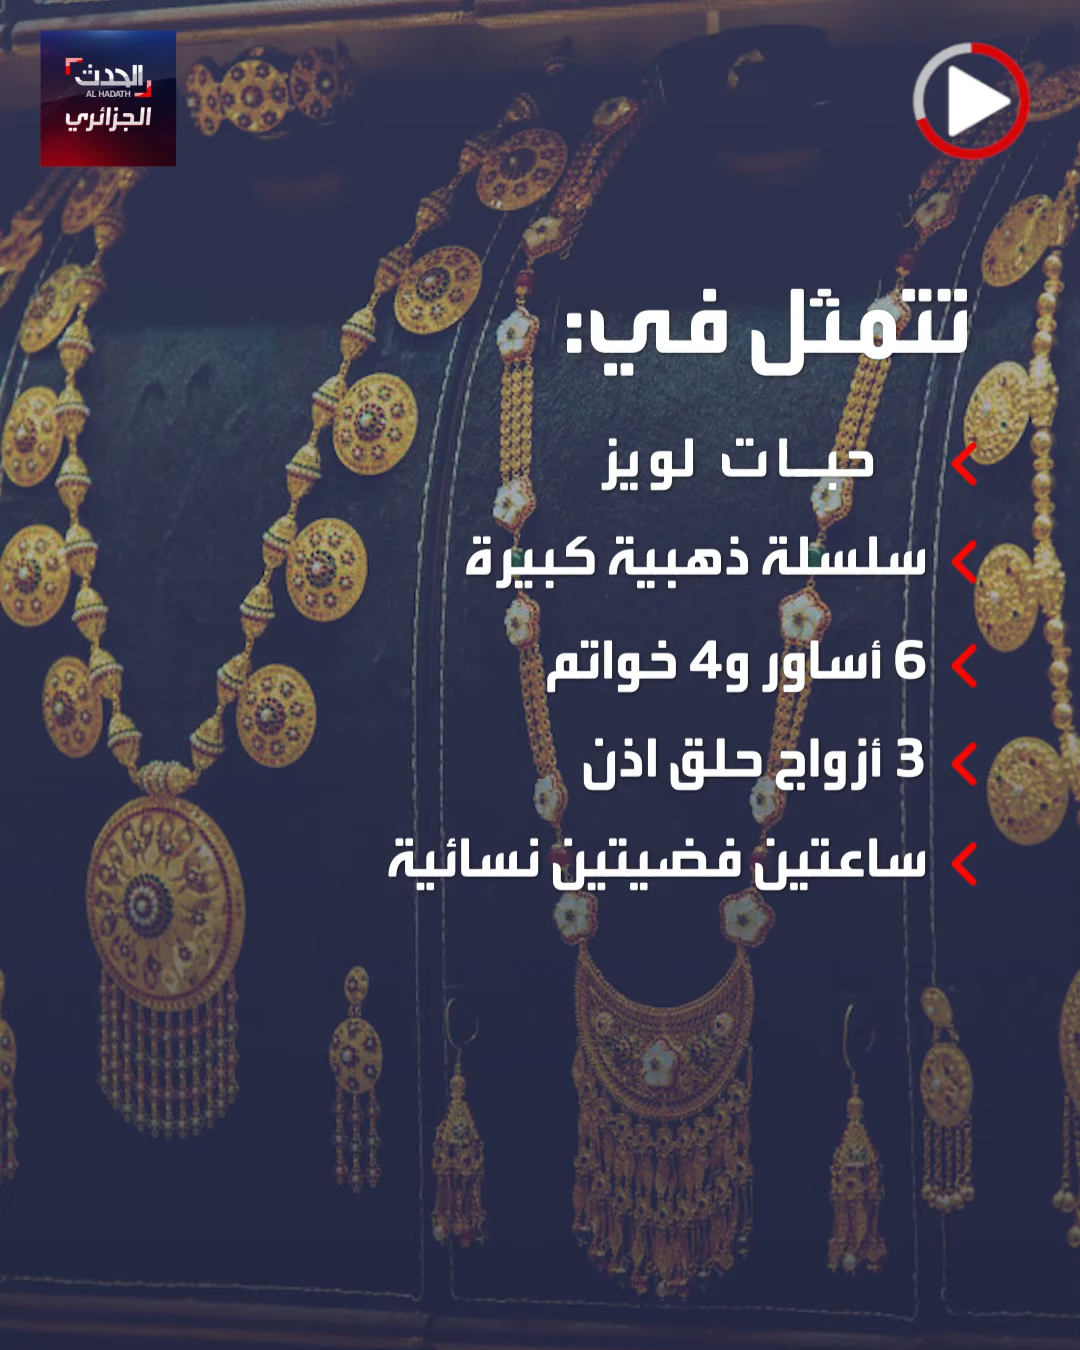 الحدث
AL HADATH
الجزائري
تتمثل في:
حبــات لويز
سلسلة ذهبية كبيرة
6 أساور و4 خواتم
3 أزواج حلق اذن
ساعتين فضيتين نسائية